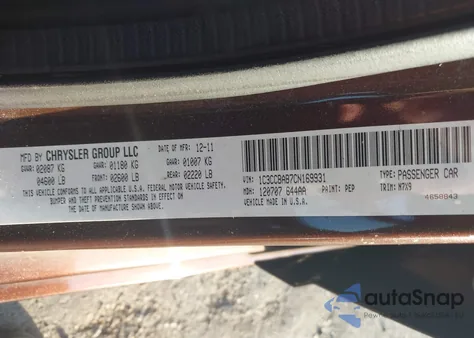 MFD BY CHRYSLER GROUP LLC DATE OF MFR 12-11
GVWR: 02087 KG GAWR: 01180 KG GAWR: 01007 KG
04600 LB FRONT: 02600 LB REAR: 02220 LB
THIS VEHICLE CONFORMS TO ALL APPLICABLE U.S.A. FEDERAL MOTOR VEHICLE SAFETY,
BUMPER AND THEFT PREVENTION STANDARDS IN EFFECT ON THE
DATE OF MANUFACTURE SHOWN ABOVE.
VIN: 1C3CCBAB7CN169931 TYPE: PASSENGER CAR
MDH: 120707 644AA PAINT: PEP TRIM: M7X9
VEHICLE MADE IN U.S.A. 4658843
autoSnap